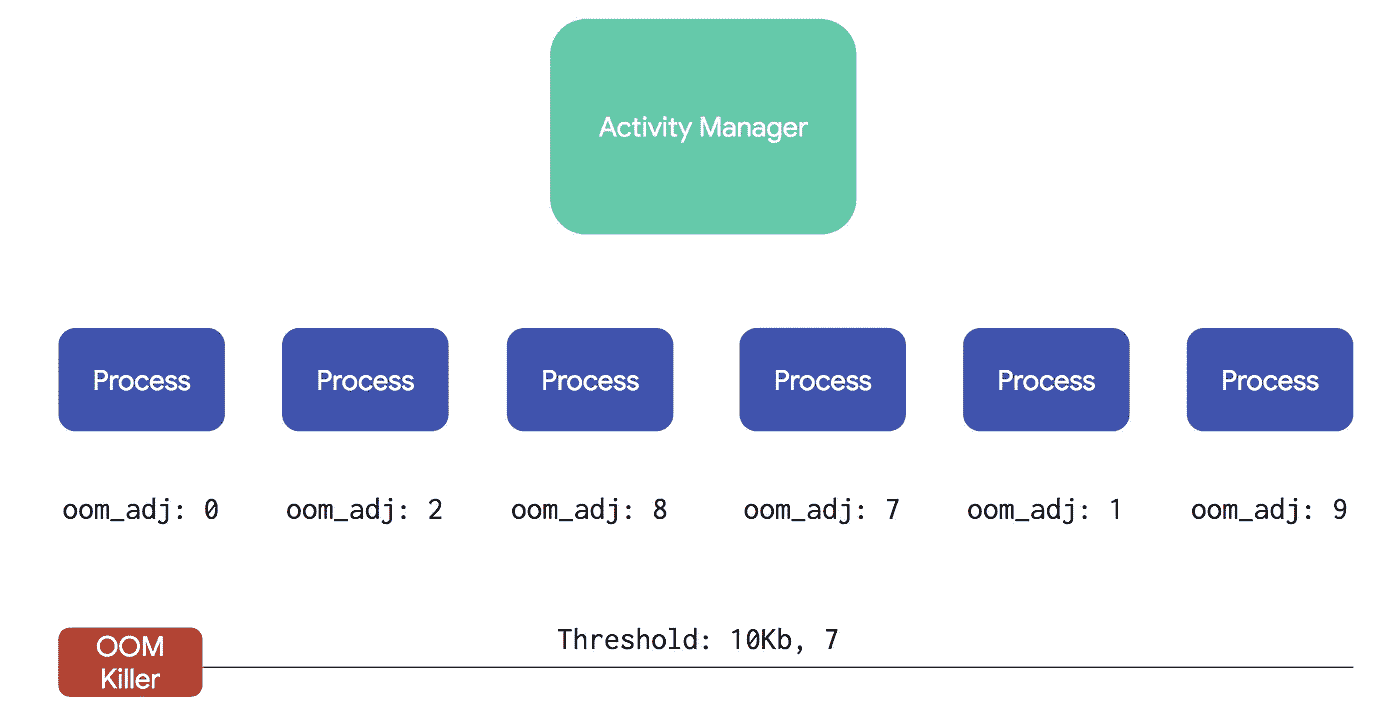 Activity Manager
Process
Process
Process
Process
Process
Process
oom_adj: 0
oom_adj: 2
oom_adj: 8
oom_adj: 7
oom_adj: 1
oom_adj: 9
Threshold: 10Kb, 7
OOM
Killer